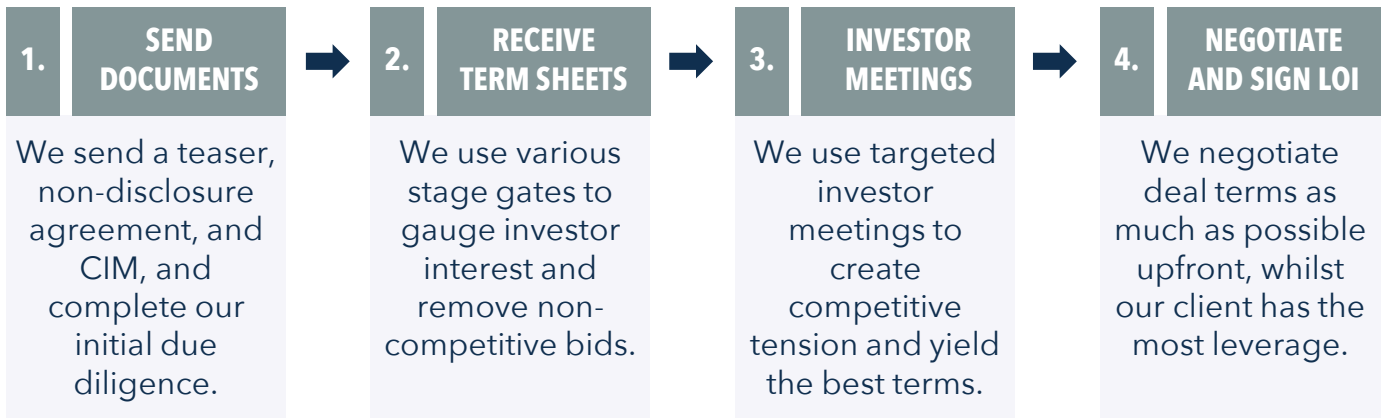 1.
SEND
DOCUMENTS
We send a teaser,
non-disclosure
agreement, and
CIM, and
complete our
initial due
diligence.
2.
RECEIVE
TERM SHEETS
We use various
stage gates to
gauge investor
interest and
remove non-
competitive bids.
3.
INVESTOR
MEETINGS
We use targeted
investor
meetings to
create
competitive
tension and yield
the best terms.
4.
NEGOTIATE
AND SIGN LOI
We negotiate
deal terms as
much as possible
upfront, whilst
our client has the
most leverage.